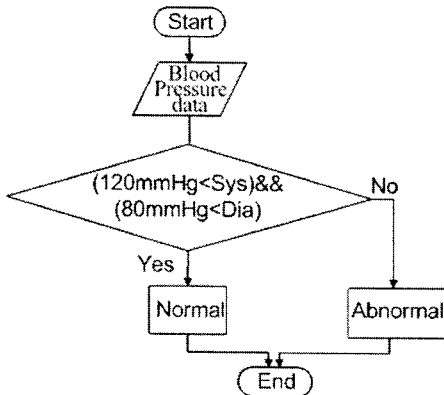 Start
Blood
Pressure
data
(120mmHg<Sys)&&
(80mmHg<Dia)
No
Yes
Normal
Abnormal
End